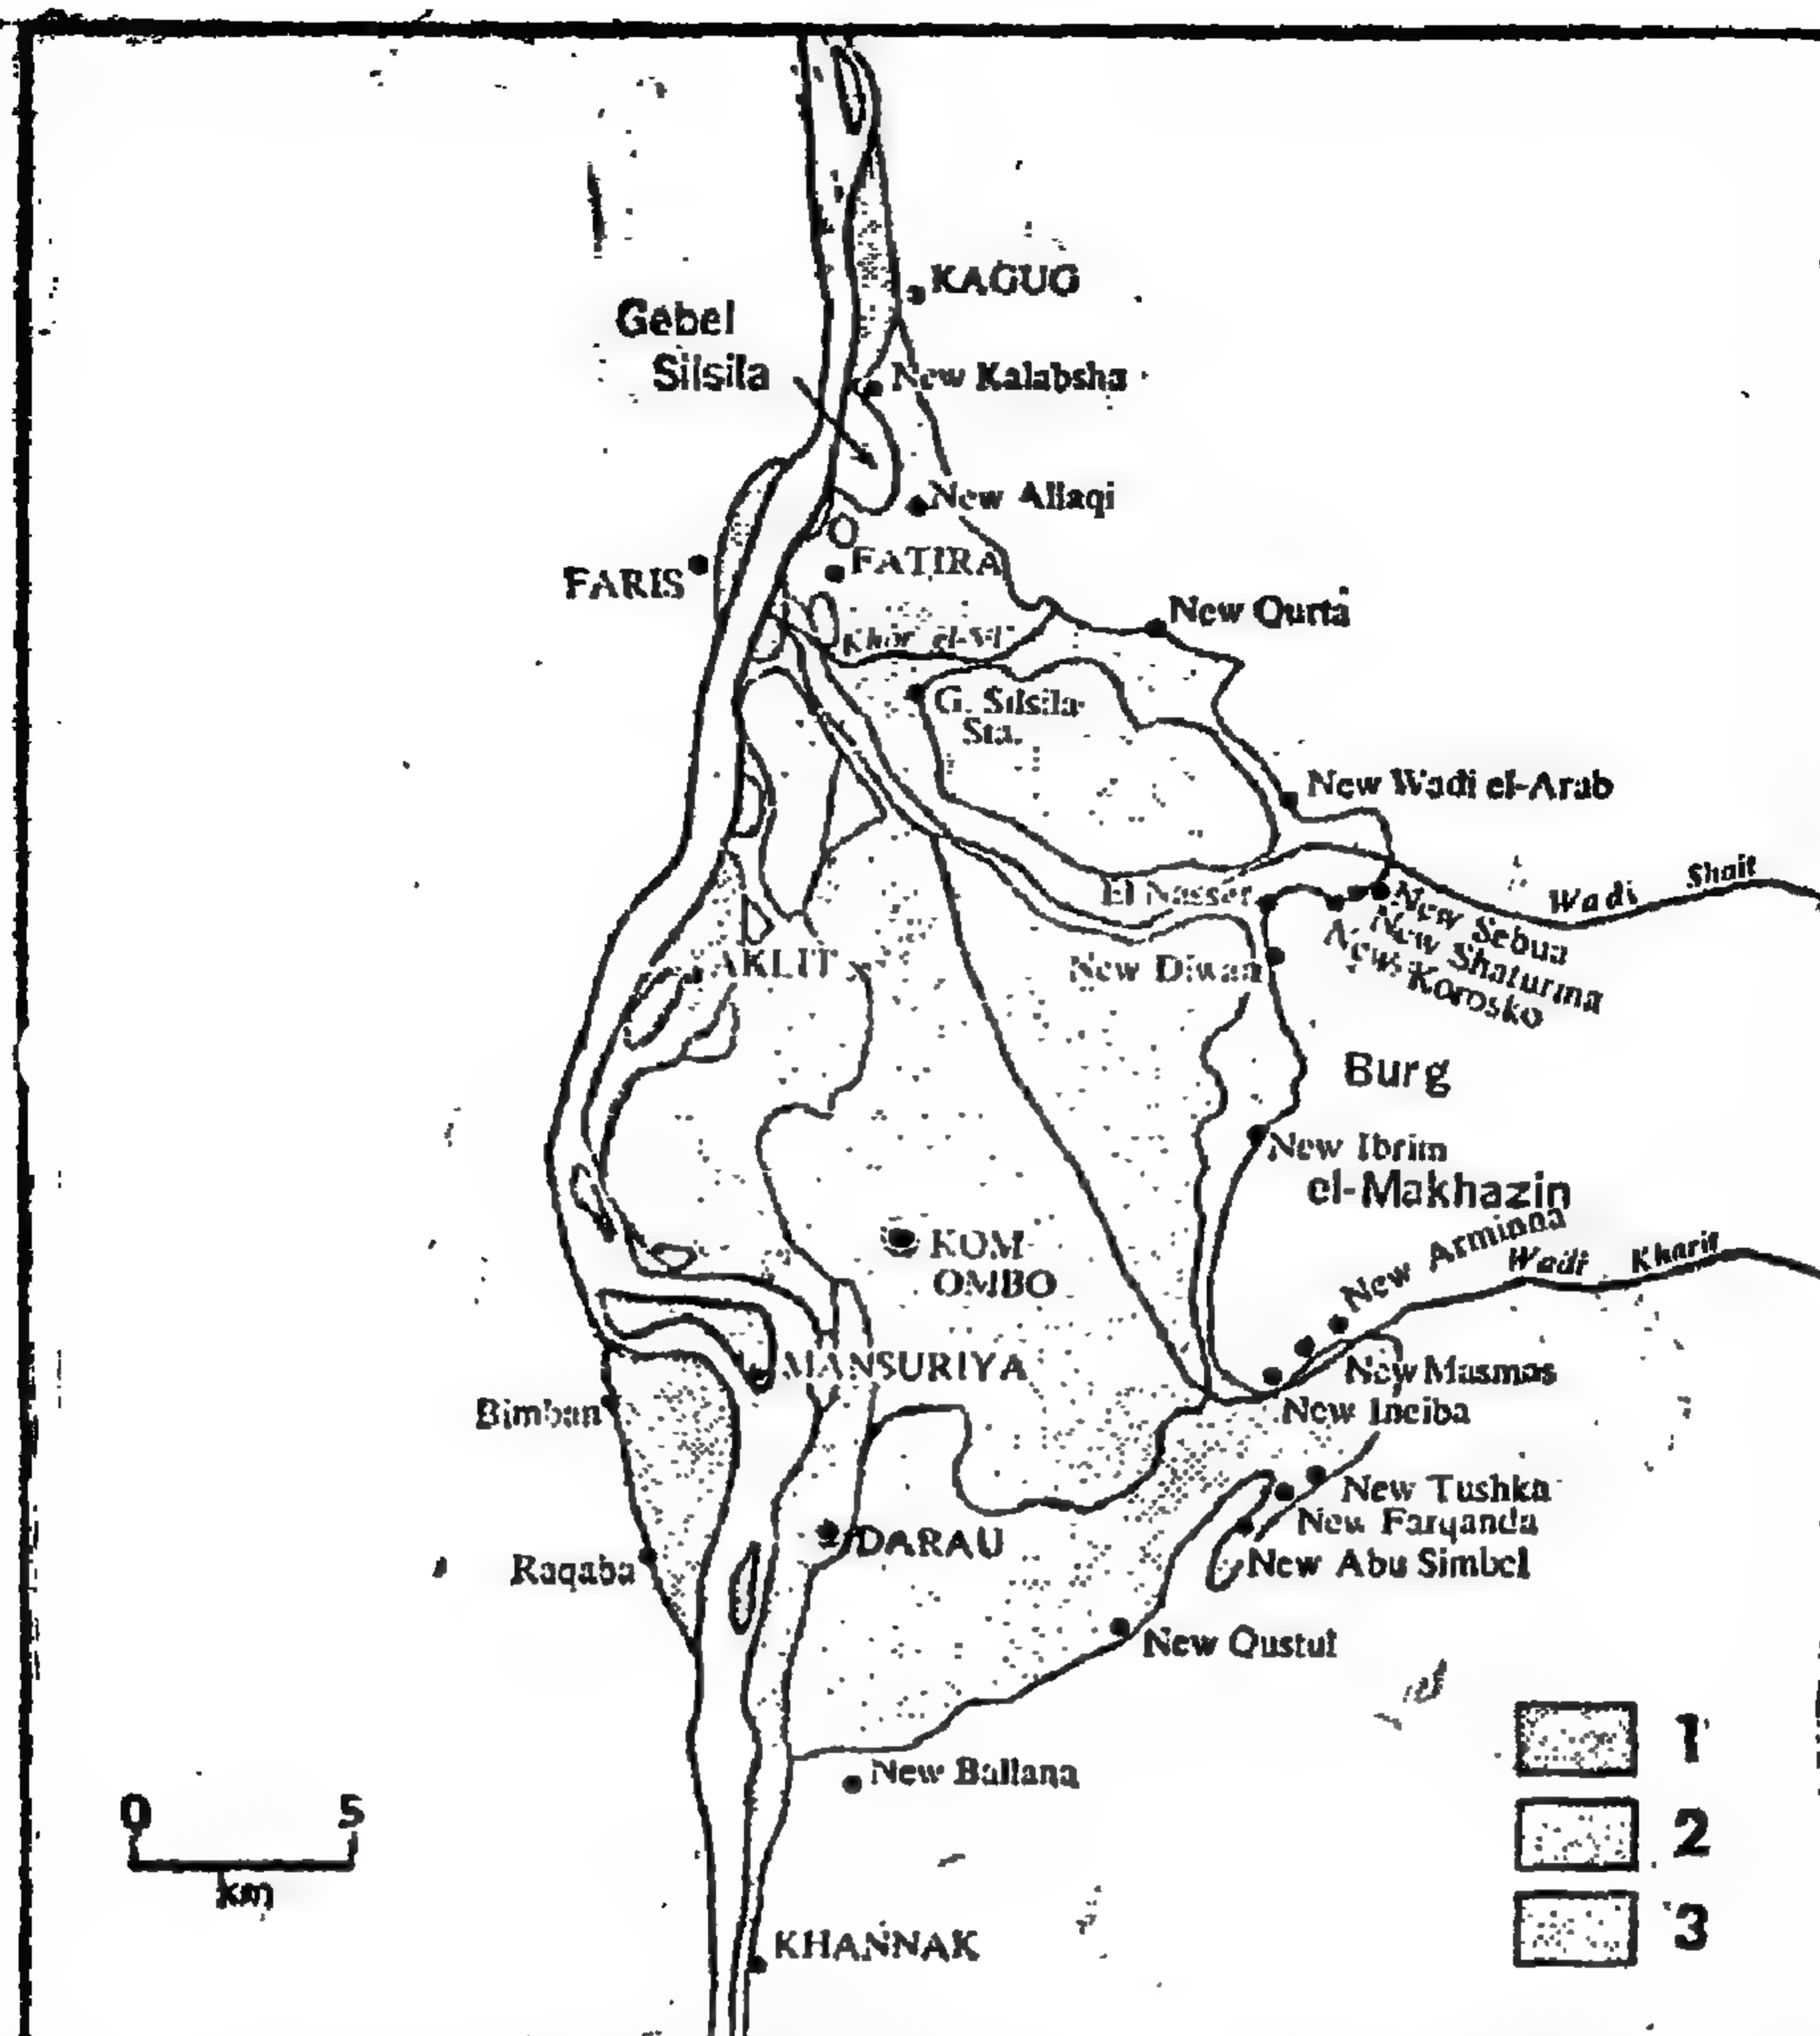 KAGUG
Gebel
Silsila
New Kalabsha
New Allaqi
FATIRA
FARIS
New Qurta
Khor el-Sil
G. Silsila
Sta.
New Wadi el-Arab
Wadi Shait
El Nasser
New Sebua
New Shaturma
New Korosko
AKLIT
New Diwan
Burg
New Ibrim
el-Makhazin
New Arminna
Wadi Kharit
KOM
OMBO
MANSURIYA
New Masmas
Bimban
New Ineiba
New Tushka
New Farqanda
DARAU
New Abu Simbel
Raqaba
New Qustul
1
New Ballana
0 5
km
2
3
KHANNAK